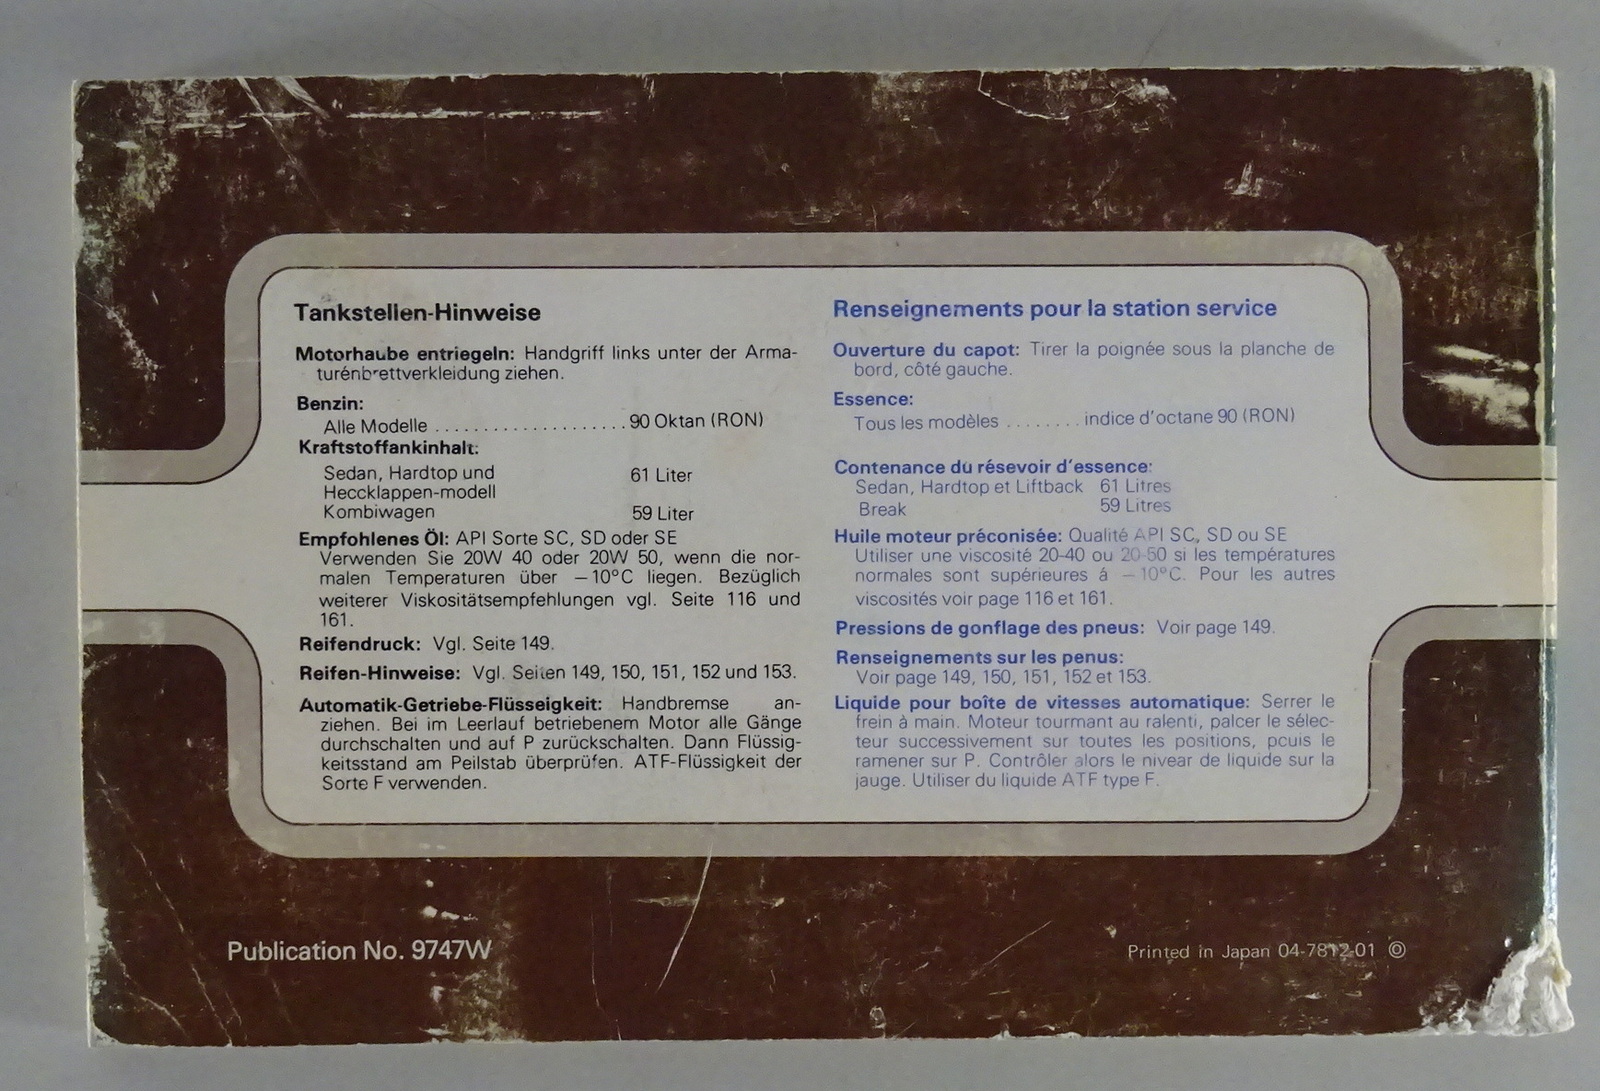 Tankstellen-Hinweise
Motorhaube entriegeln: Handgriff links unter der Arma-
turénbrettverkleidung ziehen.
Benzin:
Alle Modelle . . . . . . . . . . . . . . . . . . . . 90 Oktan (RON)
Kraftstoffankinhalt:
Sedan, Hardtop und 61 Liter
Heccklappen-modell
Kombiwagen 59 Liter
Empfohlenes Öl: API Sorte SC, SD oder SE
Verwenden Sie 20W 40 oder 20W 50, wenn die nor-
malen Temperaturen über −10°C liegen. Bezüglich
weiterer Viskositätsempfehlungen vgl. Seite 116 und
161.
Reifendruck: Vgl. Seite 149.
Reifen-Hinweise: Vgl. Seiten 149, 150, 151, 152 und 153.
Automatik-Getriebe-Flüsseigkeit: Handbremse an-
ziehen. Bei im Leerlauf betriebenem Motor alle Gänge
durchschalten und auf P zurückschalten. Dann Flüssig-
keitsstand am Peilstab überprüfen. ATF-Flüssigkeit der
Sorte F verwenden.
Renseignements pour la station service
Ouverture du capot: Tirer la poignée sous la planche de
bord, côté gauche.
Essence:
Tous les modèles . . . . . . . . indice d'octane 90 (RON)
Contenance du résevoir d'essence:
Sedan, Hardtop et Liftback 61 Litres
Break 59 Litres
Huile moteur préconisée: Qualité API SC, SD ou SE
Utiliser une viscosité 20-40 ou 20-50 si les températures
normales sont supérieures á −10°C. Pour les autres
viscosités voir page 116 et 161.
Pressions de gonflage des pneus: Voir page 149.
Renseignements sur les penus:
Voir page 149, 150, 151, 152 et 153.
Liquide pour boîte de vitesses automatique: Serrer le
frein à main. Moteur tourmant au ralenti, palcer le sélec-
teur successivement sur toutes les positions, pcuis le
ramener sur P. Contrôler alors le nivear de liquide sur la
jauge. Utiliser du liquide ATF type F.
Publication No. 9747W
Printed in Japan 04-7812-01 ©